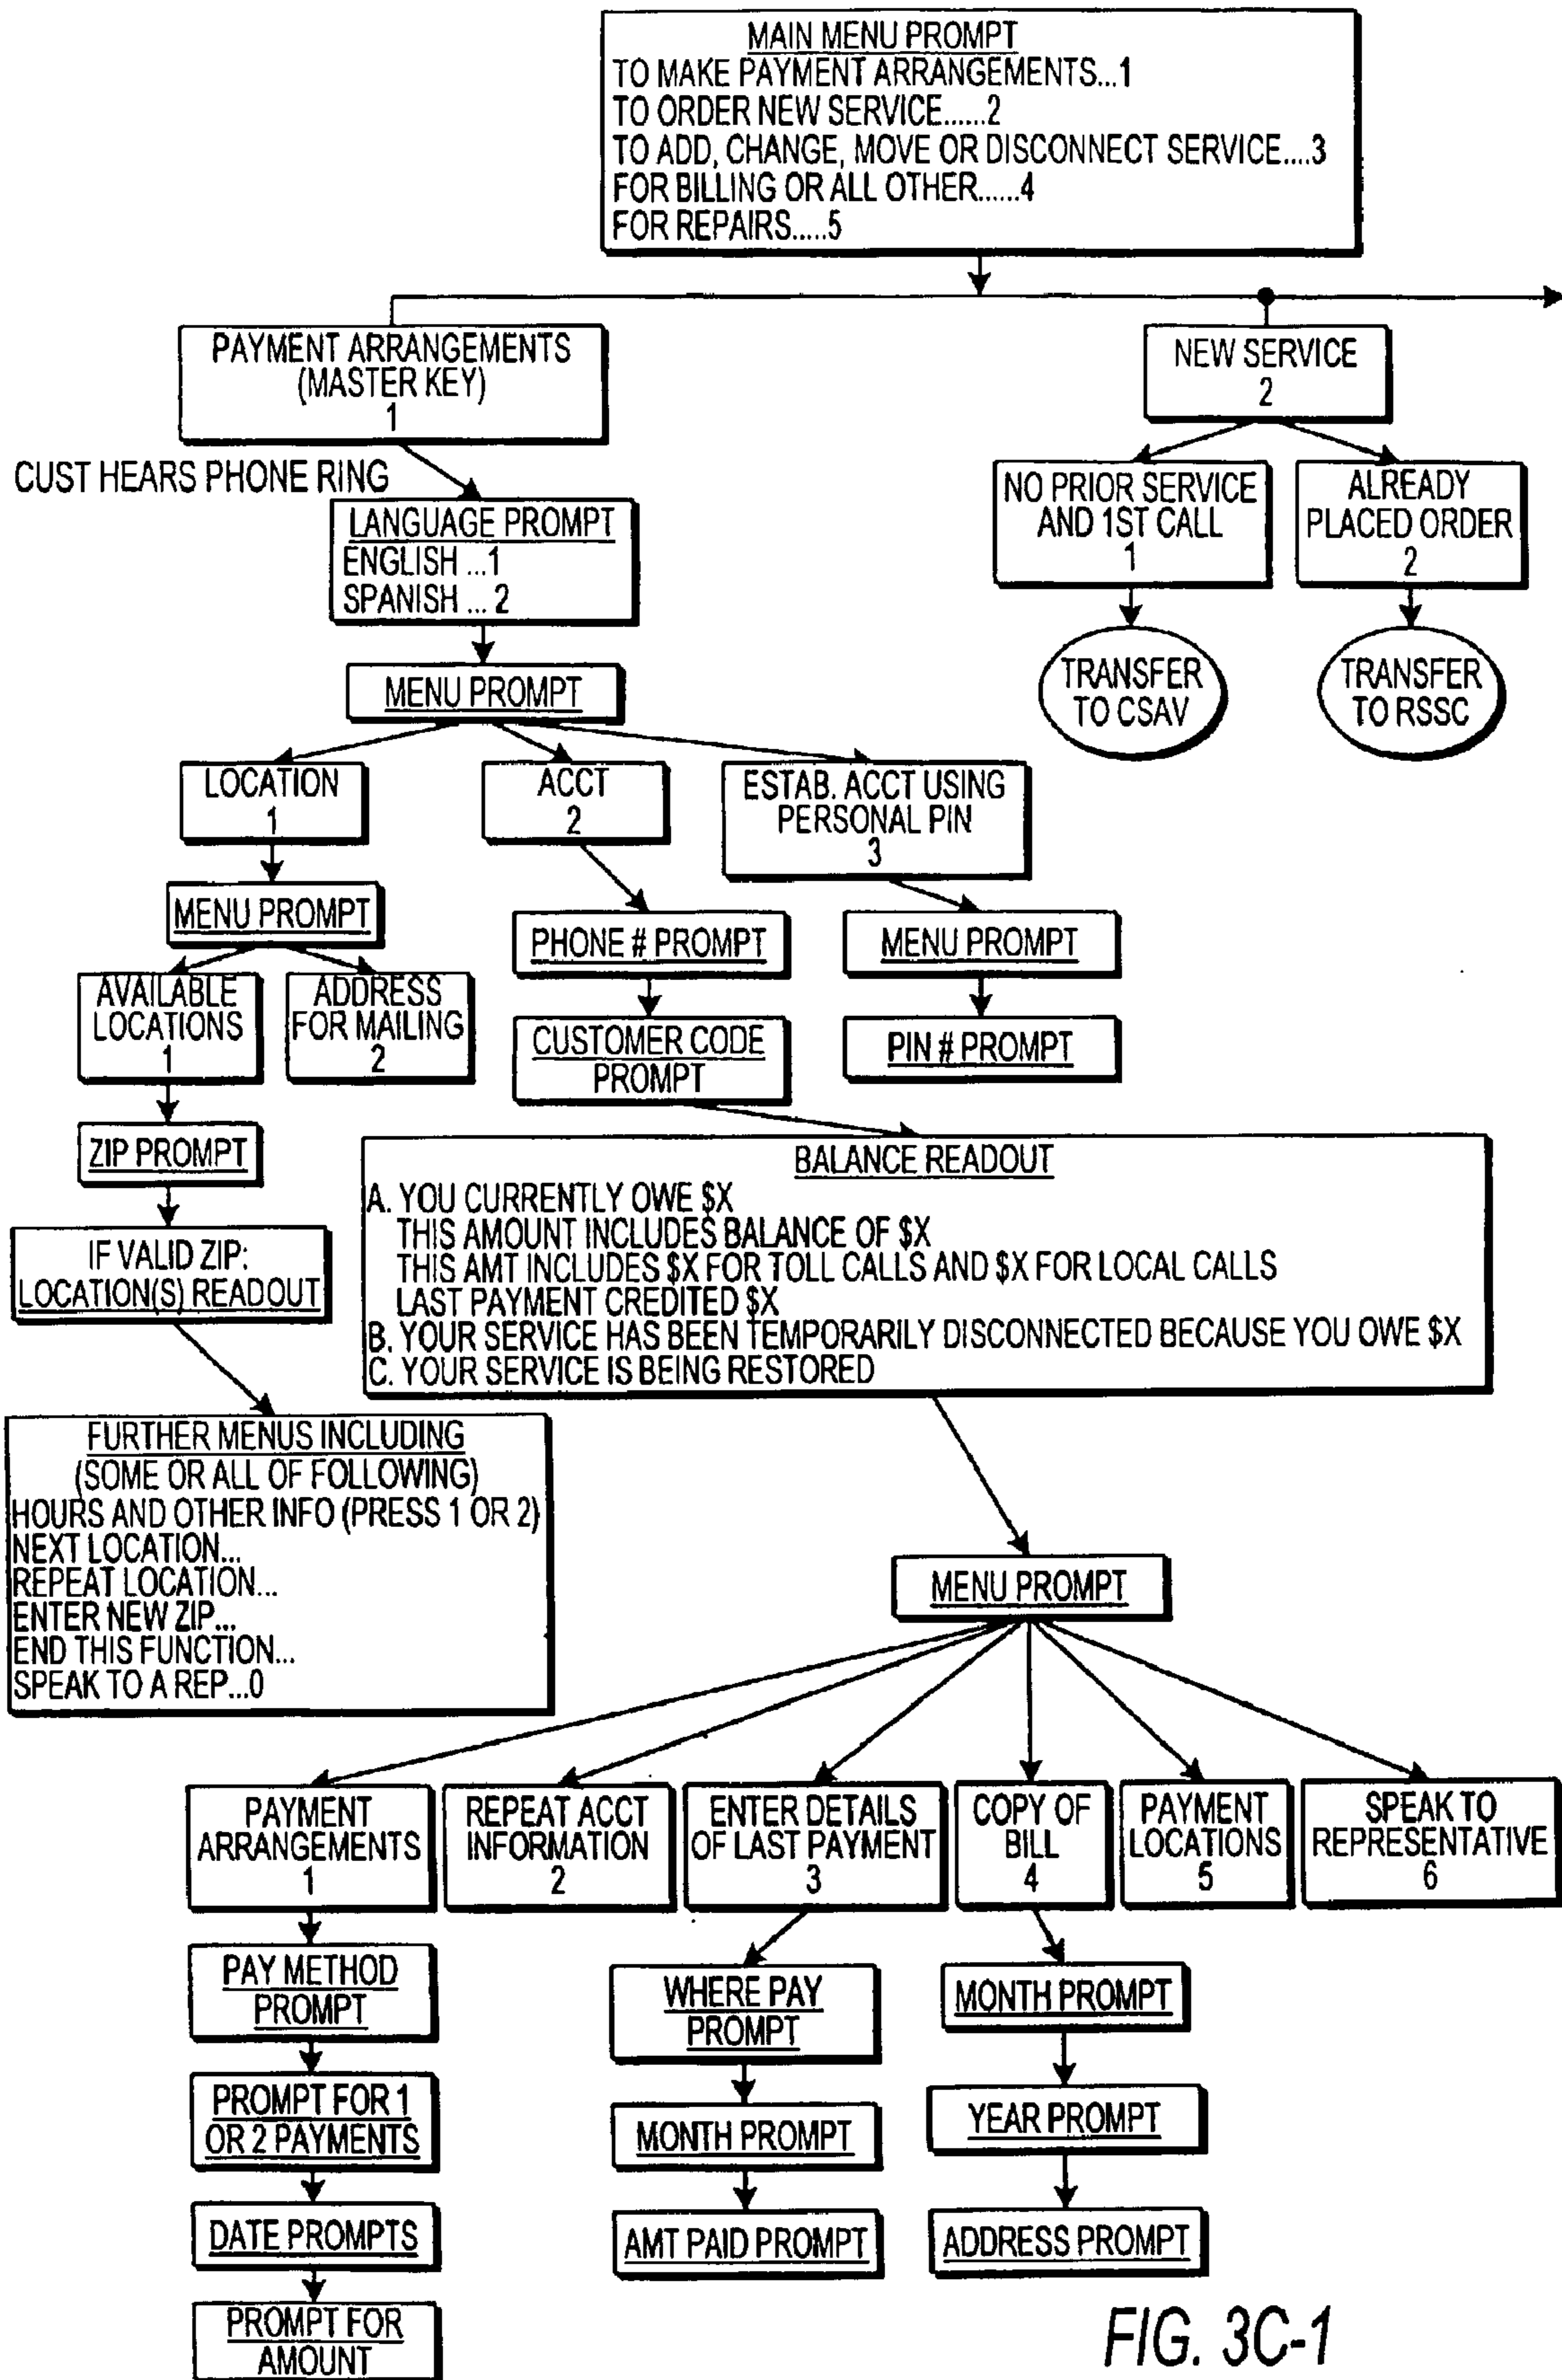 MAIN MENU PROMPT
TO MAKE PAYMENT ARRANGEMENTS...1
TO ORDER NEW SERVICE......2
TO ADD, CHANGE, MOVE OR DISCONNECT SERVICE....3
FOR BILLING OR ALL OTHER......4
FOR REPAIRS.....5
PAYMENT ARRANGEMENTS
(MASTER KEY)
1
NEW SERVICE
2
CUST HEARS PHONE RING
LANGUAGE PROMPT
ENGLISH ...1
SPANISH ... 2
NO PRIOR SERVICE
AND 1ST CALL
1
ALREADY
PLACED ORDER
2
TRANSFER
TO CSAV
TRANSFER
TO RSSC
MENU PROMPT
LOCATION
1
ACCT
2
ESTAB. ACCT USING
PERSONAL PIN
3
MENU PROMPT
PHONE # PROMPT
MENU PROMPT
AVAILABLE
LOCATIONS
1
ADDRESS
FOR MAILING
2
CUSTOMER CODE
PROMPT
PIN # PROMPT
ZIP PROMPT
IF VALID ZIP:
LOCATION(S) READOUT
BALANCE READOUT
A. YOU CURRENTLY OWE $X
THIS AMOUNT INCLUDES BALANCE OF $X
THIS AMT INCLUDES $X FOR TOLL CALLS AND $X FOR LOCAL CALLS
LAST PAYMENT CREDITED $X
B. YOUR SERVICE HAS BEEN TEMPORARILY DISCONNECTED BECAUSE YOU OWE $X
C. YOUR SERVICE IS BEING RESTORED
FURTHER MENUS INCLUDING
(SOME OR ALL OF FOLLOWING)
HOURS AND OTHER INFO (PRESS 1 OR 2)
NEXT LOCATION...
REPEAT LOCATION...
ENTER NEW ZIP...
END THIS FUNCTION...
SPEAK TO A REP...0
MENU PROMPT
PAYMENT
ARRANGEMENTS
1
REPEAT ACCT
INFORMATION
2
ENTER DETAILS
OF LAST PAYMENT
3
COPY OF
BILL
4
PAYMENT
LOCATIONS
5
SPEAK TO
REPRESENTATIVE
6
PAY METHOD
PROMPT
PROMPT FOR 1
OR 2 PAYMENTS
DATE PROMPTS
PROMPT FOR
AMOUNT
WHERE PAY
PROMPT
MONTH PROMPT
AMT PAID PROMPT
MONTH PROMPT
YEAR PROMPT
ADDRESS PROMPT
FIG. 3C-1